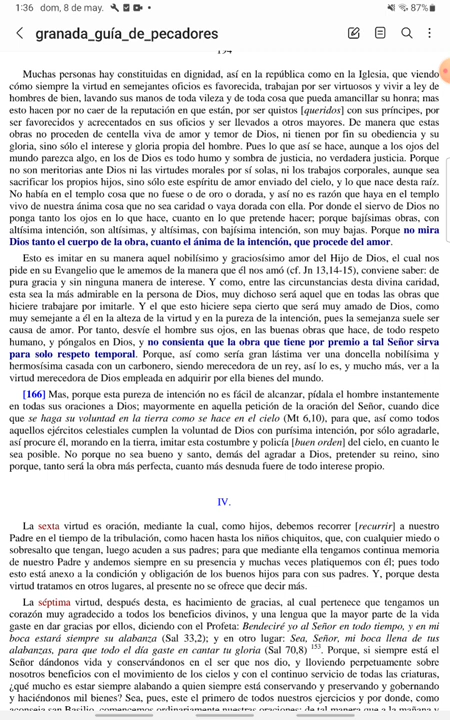 1:36 dom, 8 de may.
87%
granada_guía_de_pecadores
194
Muchas personas hay constituidas en dignidad, así en la república como en la Iglesia, que viendo
cómo siempre la virtud en semejantes oficios es favorecida, trabajan por ser virtuosos y vivir a ley de
hombres de bien, lavando sus manos de toda vileza y de toda cosa que pueda amancillar su honra; mas
esto hacen por no caer de la reputación en que están, por ser quistos [queridos] con sus príncipes, por
ser favorecidos y acrecentados en sus oficios y ser llevados a otros mayores. De manera que estas
obras no proceden de centella viva de amor y temor de Dios, ni tienen por fin su obediencia y su
gloria, sino sólo el interese y gloria propia del hombre. Pues lo que así se hace, aunque a los ojos del
mundo parezca algo, en los de Dios es todo humo y sombra de justicia, no verdadera justicia. Porque
no son meritorias ante Dios ni las virtudes morales por sí solas, ni los trabajos corporales, aunque sea
sacrificar los propios hijos, sino sólo este espíritu de amor enviado del cielo, y lo que nace desta raíz.
No había en el templo cosa que no fuese o de oro o dorada, y así no es razón que haya en el templo
vivo de nuestra ánima cosa que no sea caridad o vaya dorada con ella. Por donde el siervo de Dios no
ponga tanto los ojos en lo que hace, cuanto en lo que pretende hacer; porque bajísimas obras, con
altísima intención, son altísimas, y altísimas, con bajísima intención, son muy bajas. Porque no mira
Dios tanto el cuerpo de la obra, cuanto el ánima de la intención, que procede del amor.
Esto es imitar en su manera aquel nobilísimo y graciosísimo amor del Hijo de Dios, el cual nos
pide en su Evangelio que le amemos de la manera que él nos amó (cf. Jn 13,14-15), conviene saber: de
pura gracia y sin ninguna manera de interese. Y como, entre las circunstancias desta divina caridad,
esta sea la más admirable en la persona de Dios, muy dichoso será aquel que en todas las obras que
hiciere trabajare por imitarle. Y el que esto hiciere sepa cierto que será muy amado de Dios, como
muy semejante a él en la alteza de la virtud y en la pureza de la intención, pues la semejanza suele ser
causa de amor. Por tanto, desvíe el hombre sus ojos, en las buenas obras que hace, de todo respeto
humano, y póngalos en Dios, y no consienta que la obra que tiene por premio a tal Señor sirva
para solo respeto temporal. Porque, así como sería gran lástima ver una doncella nobilísima y
hermosísima casada con un carbonero, siendo merecedora de un rey, así lo es, y mucho más, ver a la
virtud merecedora de Dios empleada en adquirir por ella bienes del mundo.
[166] Mas, porque esta pureza de intención no es fácil de alcanzar, pídala el hombre instantemente
en todas sus oraciones a Dios; mayormente en aquella petición de la oración del Señor, cuando dice
que se haga su voluntad en la tierra como se hace en el cielo (Mt 6,10), para que, así como todos
aquellos ejércitos celestiales cumplen la voluntad de Dios con purísima intención, por sólo agradarle,
así procure él, morando en la tierra, imitar esta costumbre y policía [buen orden] del cielo, en cuanto le
sea posible. No porque no sea bueno y santo, demás del agradar a Dios, pretender su reino, sino
porque, tanto será la obra más perfecta, cuanto más desnuda fuere de todo interese propio.
IV.
La sexta virtud es oración, mediante la cual, como hijos, debemos recorrer [recurrir] a nuestro
Padre en el tiempo de la tribulación, como hacen hasta los niños chiquitos, que, con cualquier miedo o
sobresalto que tengan, luego acuden a sus padres; para que mediante ella tengamos continua memoria
de nuestro Padre y andemos siempre en su presencia y muchas veces platiquemos con él; pues todo
esto está anexo a la condición y obligación de los buenos hijos para con sus padres. Y, porque desta
virtud tratamos en otros lugares, al presente no se ofrece que decir más.
La séptima virtud, después desta, es hacimiento de gracias, al cual pertenece que tengamos un
corazón muy agradecido a todos los beneficios divinos, y una lengua que la mayor parte de la vida
gaste en dar gracias por ellos, diciendo con el Profeta: Bendeciré yo al Señor en todo tiempo, y en mi
boca estará siempre su alabanza (Sal 33,2); y en otro lugar: Sea, Señor, mi boca llena de tus
alabanzas, para que todo el día gaste en cantar tu gloria (Sal 70,8) 153. Porque, si siempre está el
Señor dándonos vida y conservándonos en el ser que nos dio, y lloviendo perpetuamente sobre
nosotros beneficios con el movimiento de los cielos y con el continuo servicio de todas las criaturas,
¿qué mucho es estar siempre alabando a quien siempre está conservando y preservando y gobernando
y haciéndonos mil bienes? Sea, pues, este el primero de todos nuestros ejercicios y por donde, como
aconseja san Basilio, comencemos ordinariamente nuestras oraciones; de tal manera que a la mañana y